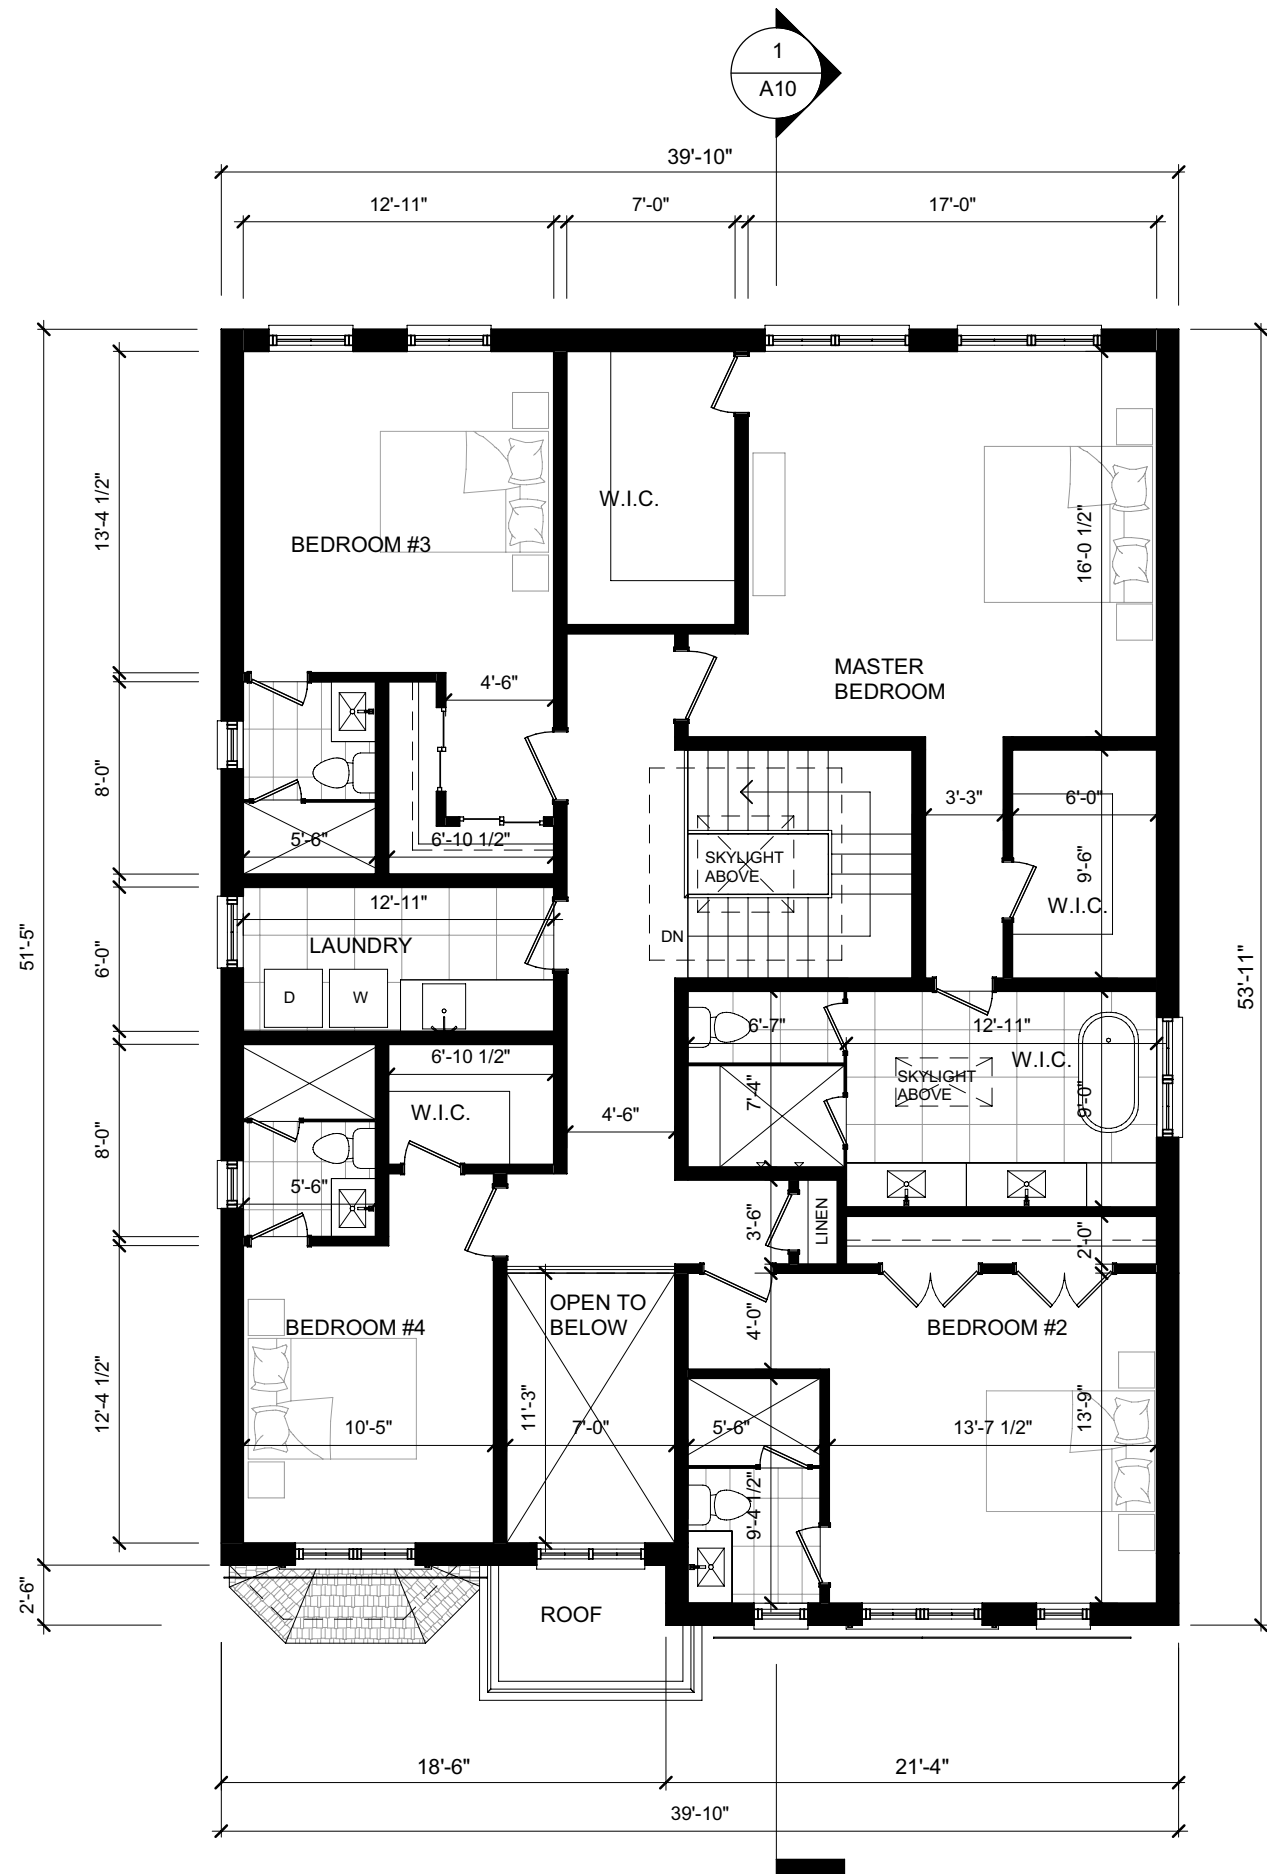 1
A10
39'-10"
12'-11"
7'-0"
17'-0"
13'-4 1/2"
W.I.C.
16'-0 1/2"
BEDROOM #3
MASTER
BEDROOM
4'-6"
8'-0"
5'-6"
6'-10 1/2"
3'-3"
6'-0"
9'-6"
SKYLIGHT
ABOVE
W.I.C.
12'-11"
LAUNDRY
DN
D
W
51'-5"
6'-0"
53'-11"
6'-7"
12'-11"
6'-10 1/2"
W.I.C.
SKYLIGHT
ABOVE
7'-4"
9'-0"
W.I.C.
4'-6"
8'-0"
5'-6"
3'-6"
LINEN
2'-0"
OPEN TO
BELOW
BEDROOM #4
4'-0"
BEDROOM #2
12'-4 1/2"
11'-3"
13'-9"
10'-5"
7'-0"
5'-6"
13'-7 1/2"
9'-4 1/2"
2'-6"
ROOF
18'-6"
21'-4"
39'-10"